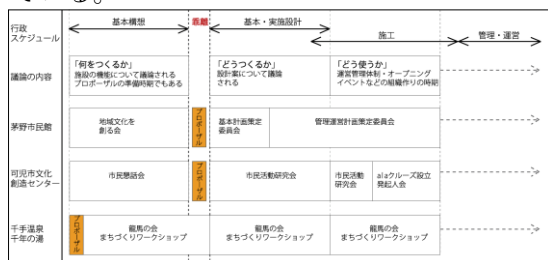 ている。
行政
スケジュール
基本構想
乖離
基本・実施設計
施工
管理・運営
議論の内容
「何をつくるか」
施設の機能について議論される
プロポーザルの準備時期でもある
「どうつくるか」
設計案について議論
される
「どう使うか」
運営管理体制・オープニング
イベントなどの組織作りの時期
茅野市民館
地域文化を
創る会
プロポーザル
基本計画策定
委員会
管理運営計画策定委員会
可児市文化
創造センター
市民懇話会
プロポーザル
市民活動研究会
市民活動
研究会
alaクルーズ設立
発起人会
千手温泉
千年の湯
プロポーザル
龍馬の会
まちづくりワークショップ
龍馬の会
まちづくりワークショップ
龍馬の会
まちづくりワークショップ